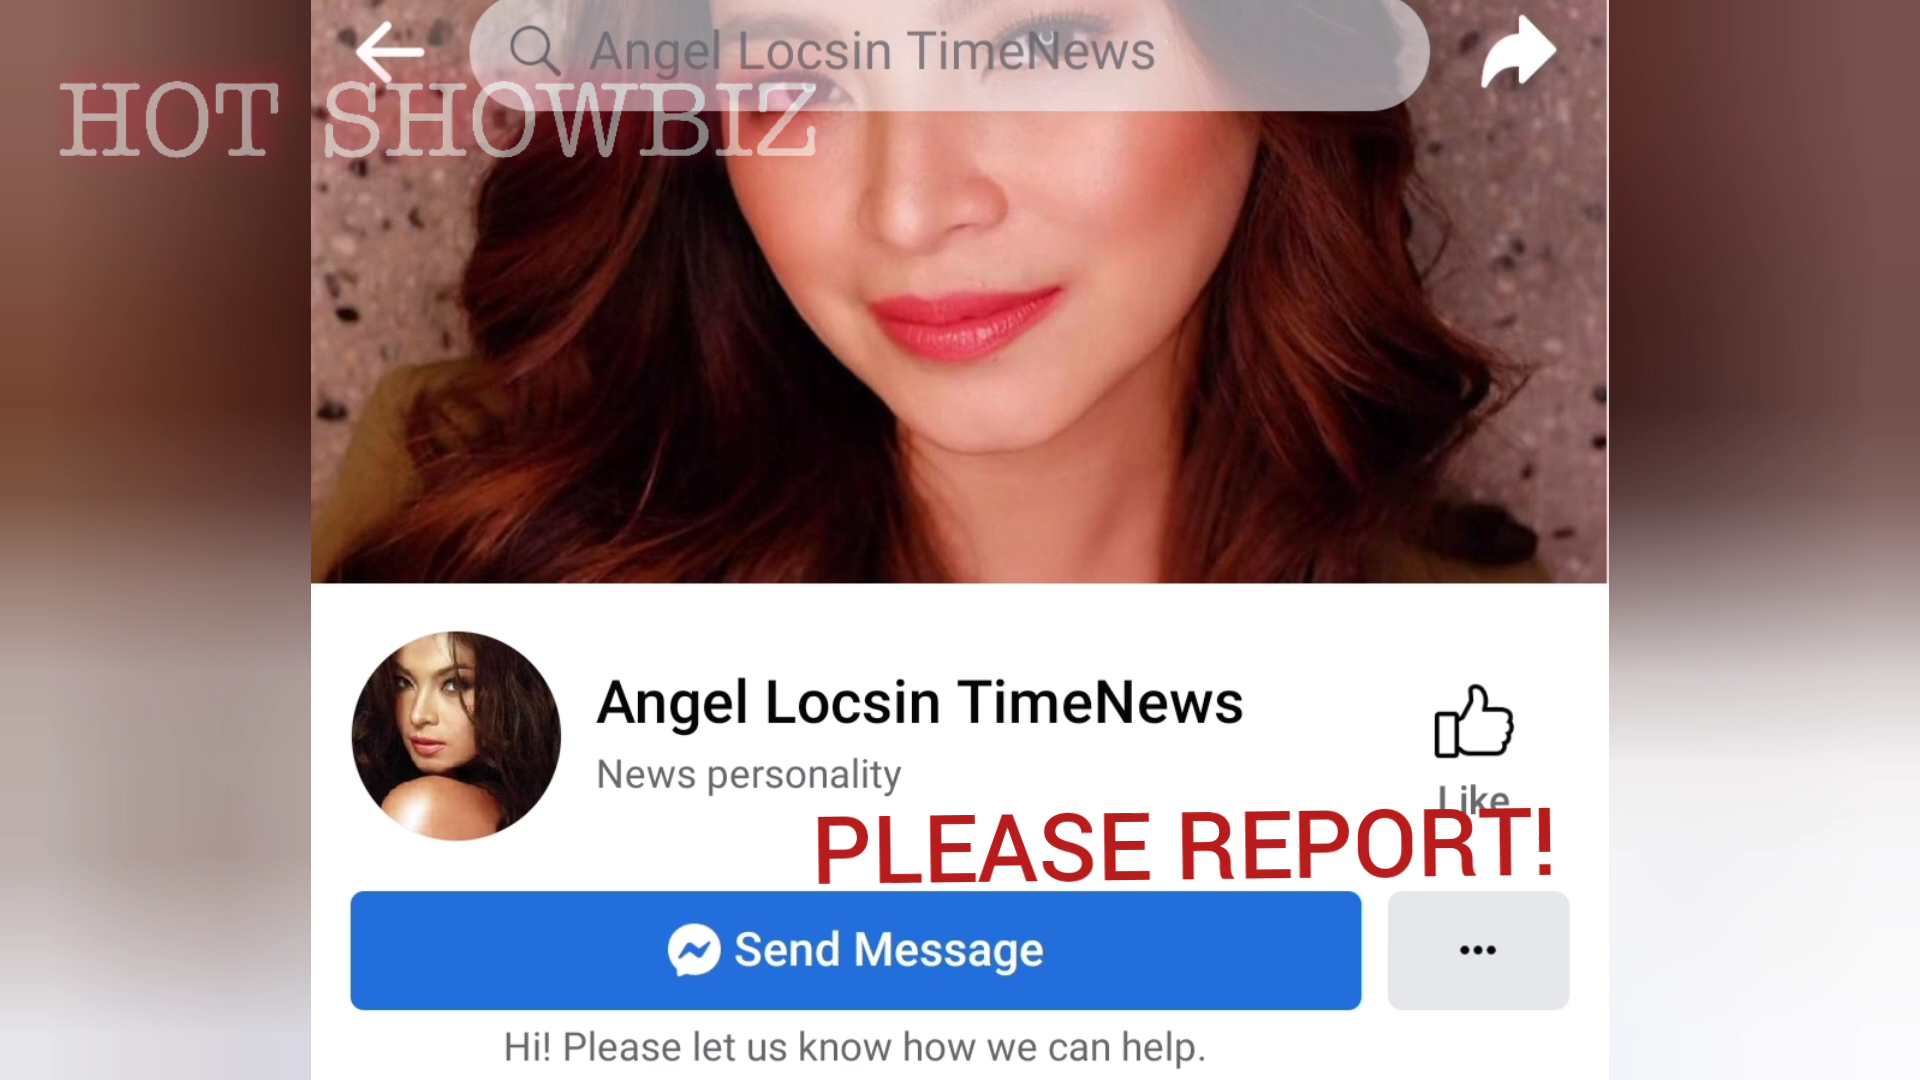 Angel Locsin TimeNews
HOT SHOWBIZ
Angel Locsin TimeNews
News personality
Like
PLEASE REPORT!
Send Message
Hi! Please let us know how we can help.